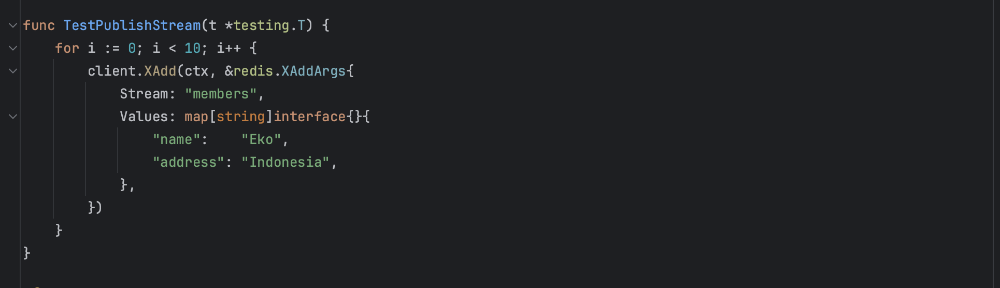 func TestPublishStream(t *testing.T) {
    for i := 0; i < 10; i++ {
        client.XAdd(ctx, &redis.XAddArgs{
            Stream: "members",
            Values: map[string]interface{}{
                "name":    "Eko",
                "address": "Indonesia",
            },
        })
    }
}